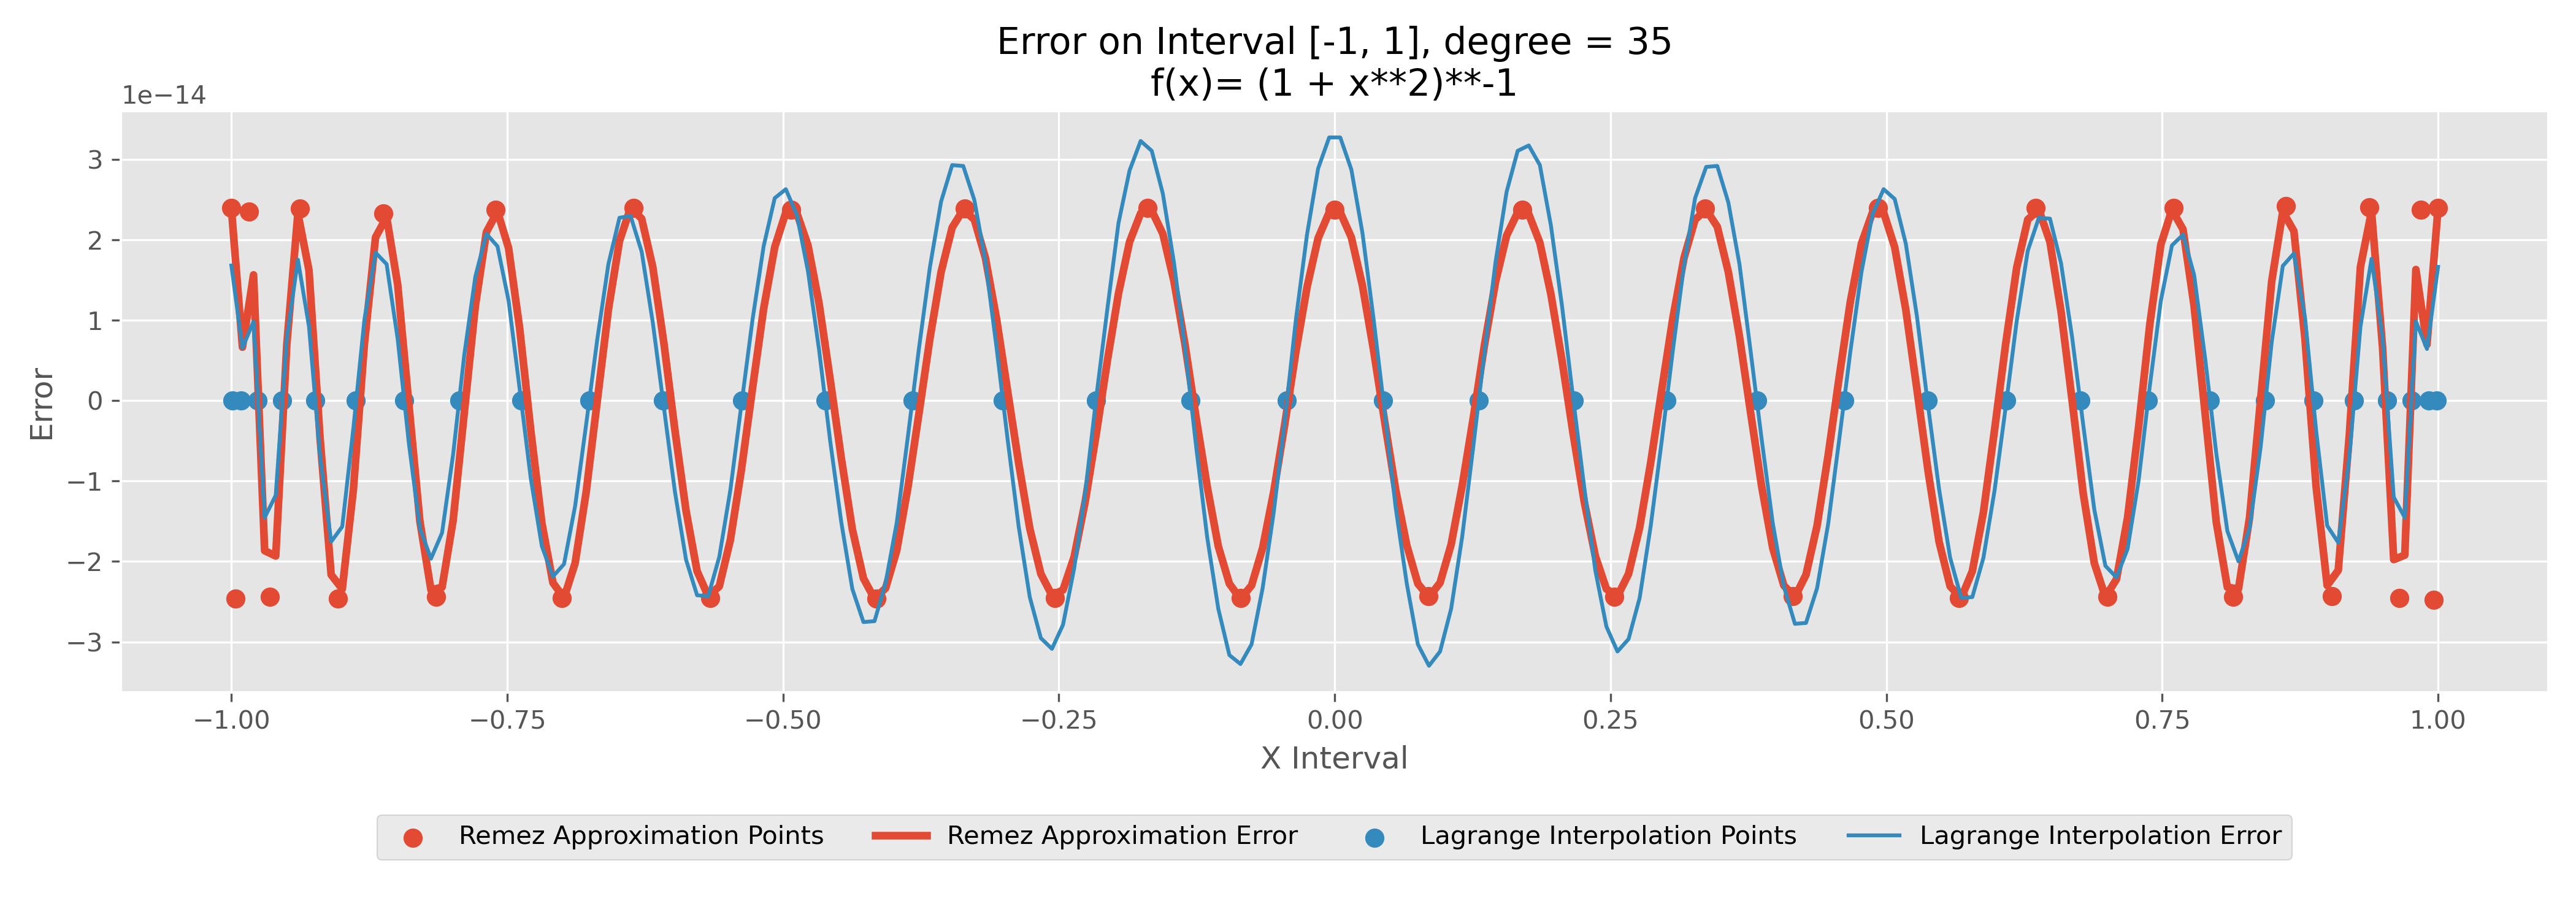 Error on Interval [-1, 1], degree = 35
f(x)= (1 + x**2)**-1
1e−14
3
2
1
0
−1
−2
−3
Error
−1.00 −0.75 −0.50 −0.25 0.00 0.25 0.50 0.75 1.00
X Interval
Remez Approximation Points Remez Approximation Error Lagrange Interpolation Points Lagrange Interpolation Error